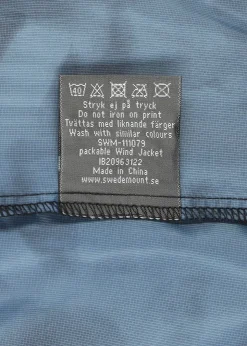 40
Stryk ej på tryck
Do not iron on print
Tvättas med liknande färger
Wash with similar colours
SWM-111079
packable Wind Jacket
IB20963122
Made in China
www.swedemount.se